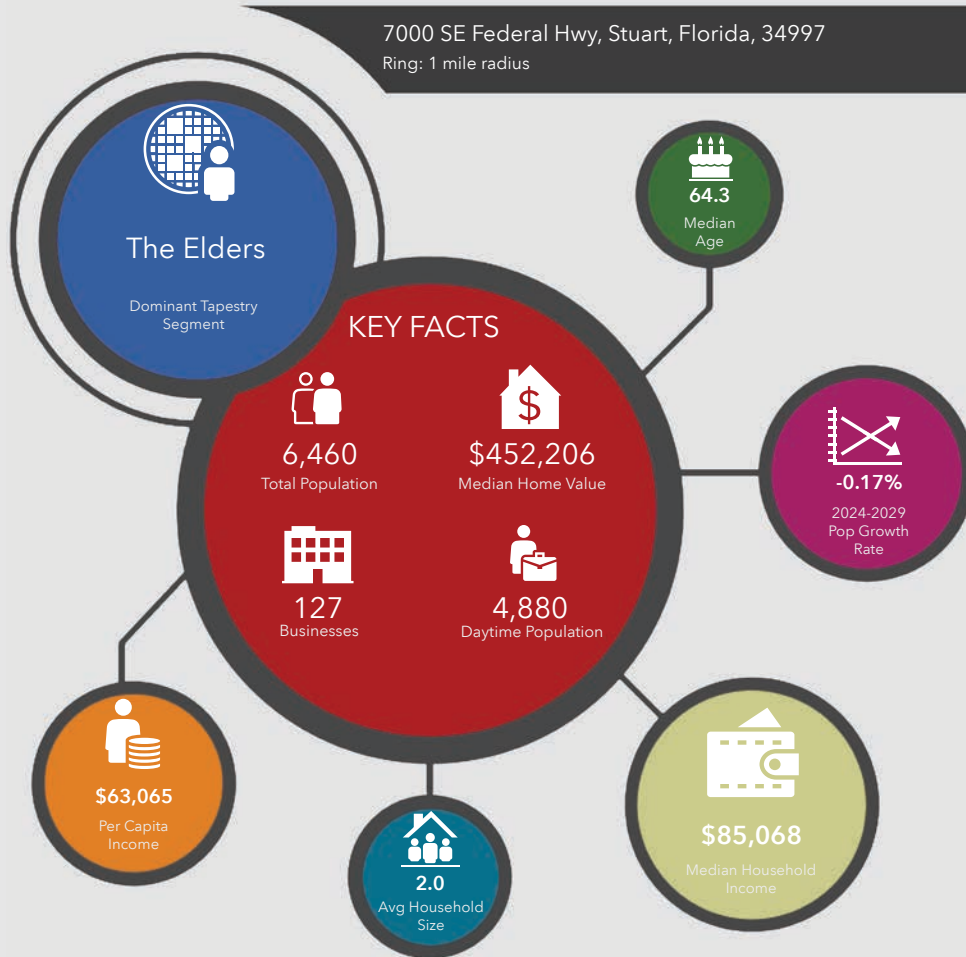 7000 SE Federal Hwy, Stuart, Florida, 34997
Ring: 1 mile radius
The Elders
Dominant Tapestry
Segment
64.3
Median
Age
KEY FACTS
$
6,460
Total Population
$452,206
Median Home Value
127
Businesses
4,880
Daytime Population
-0.17%
2024-2029
Pop Growth
Rate
$63,065
Per Capita
Income
2.0
Avg Household
Size
$85,068
Median Household
Income